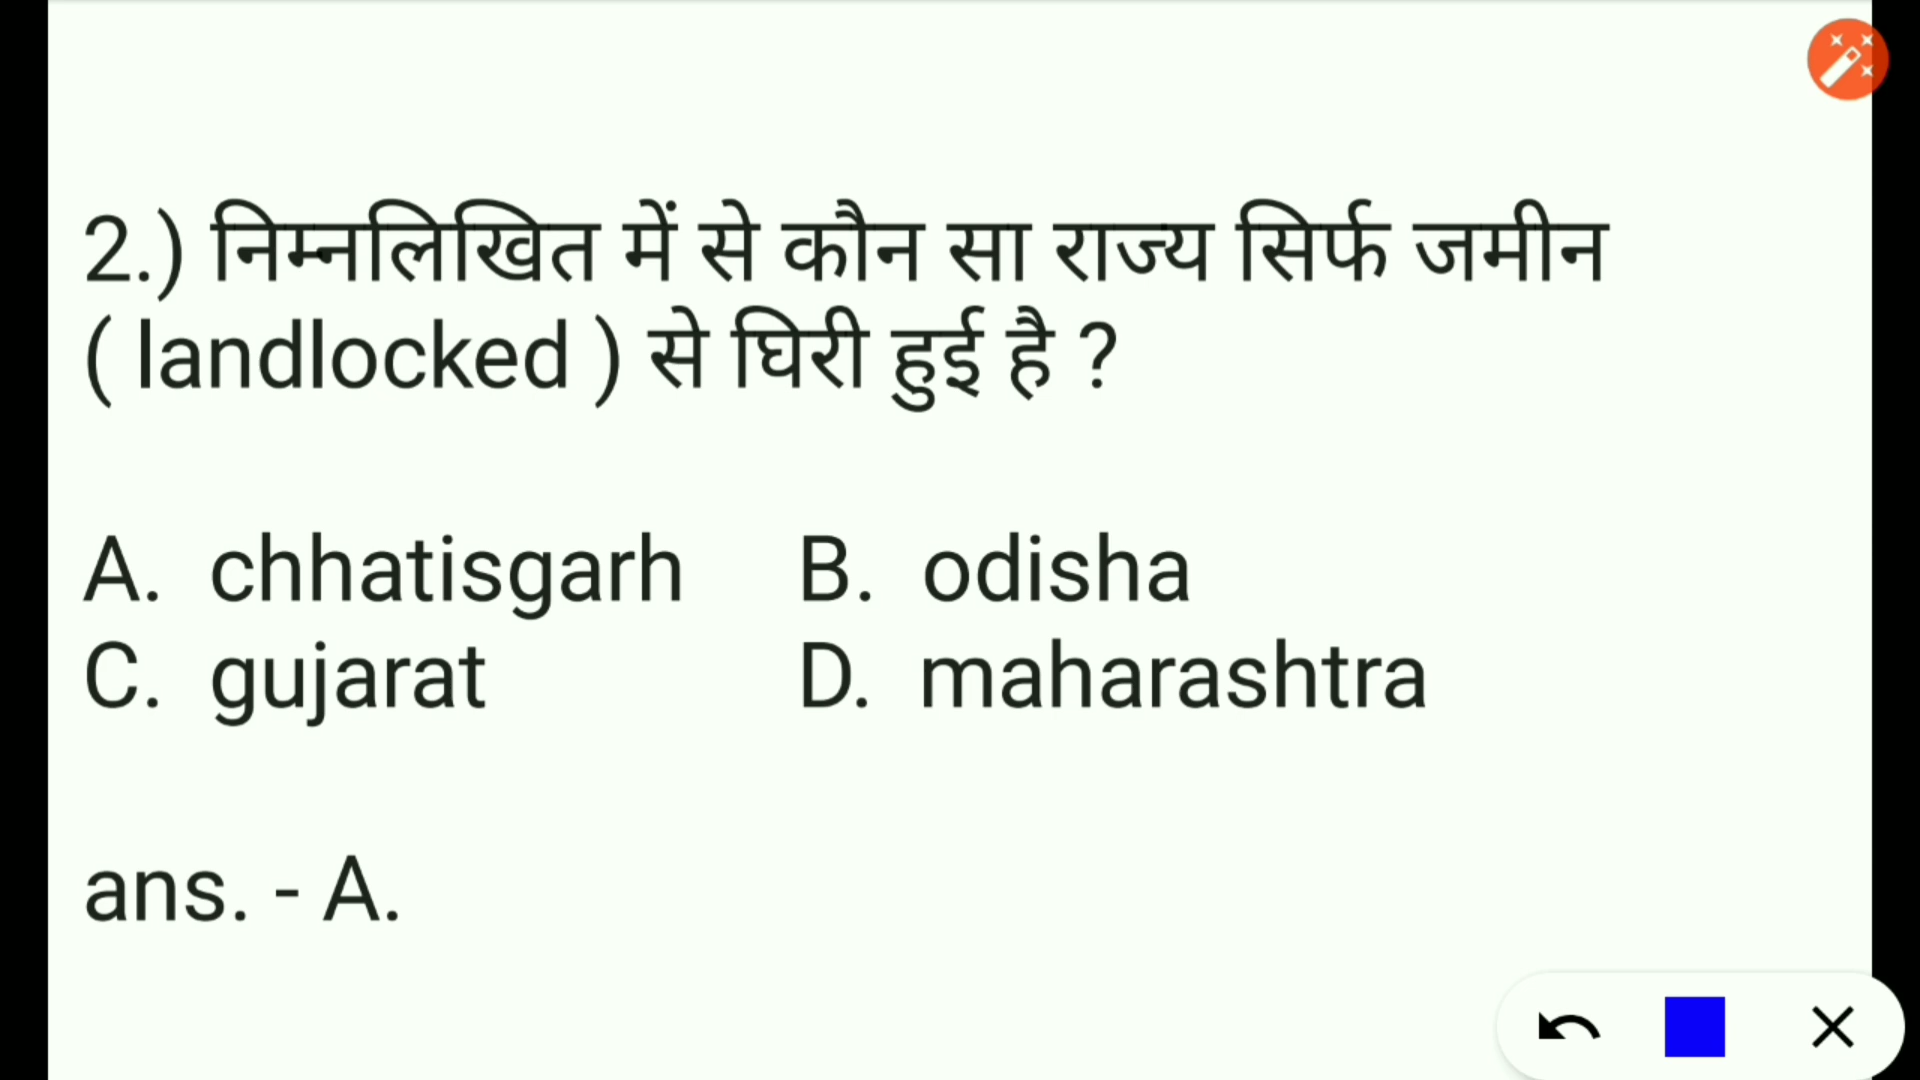 2.) निम्नलिखित में से कौन सा राज्य सिर्फ जमीन
( landlocked ) से घिरी हुई है ?
A. chhatisgarh B. odisha
C. gujarat D. maharashtra
ans. - A.